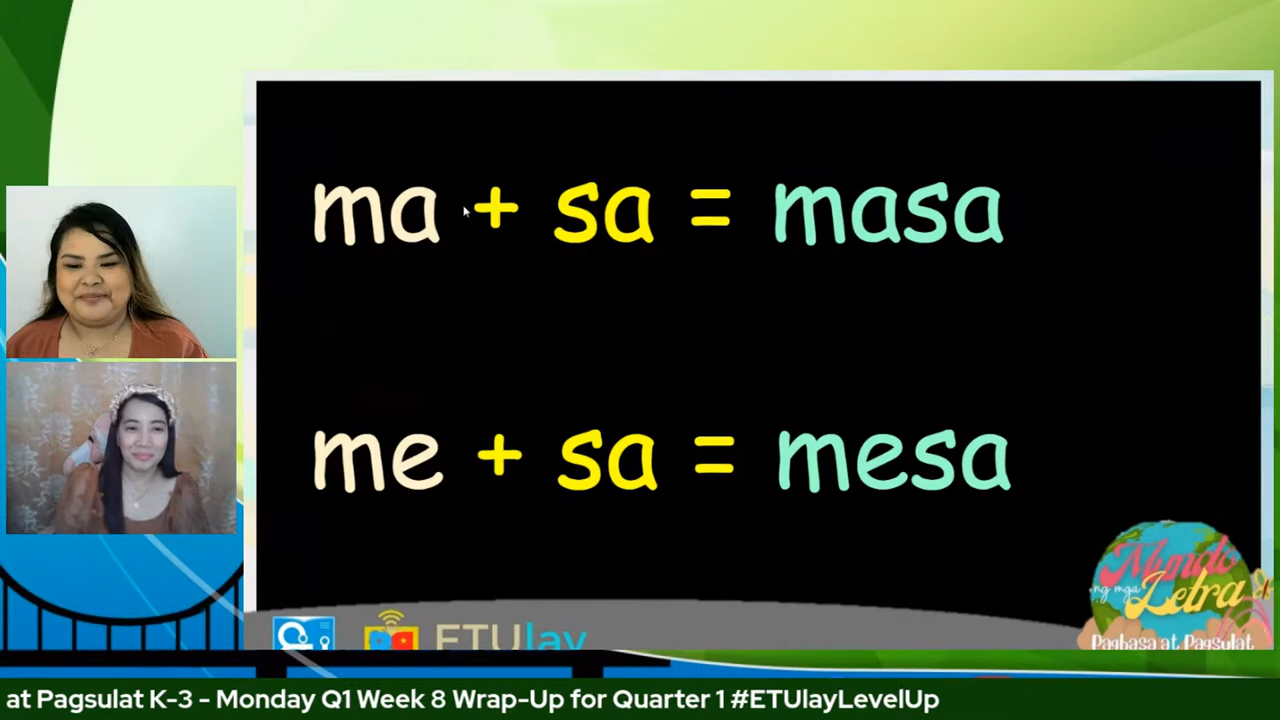 ma + sa = masa
me + sa = mesa
Mundo
ng mga
Letra
Pagbasa at Pagsulat
ETUlay
at Pagsulat K-3 - Monday Q1 Week 8 Wrap-Up for Quarter 1 #ETUlayLevelUp